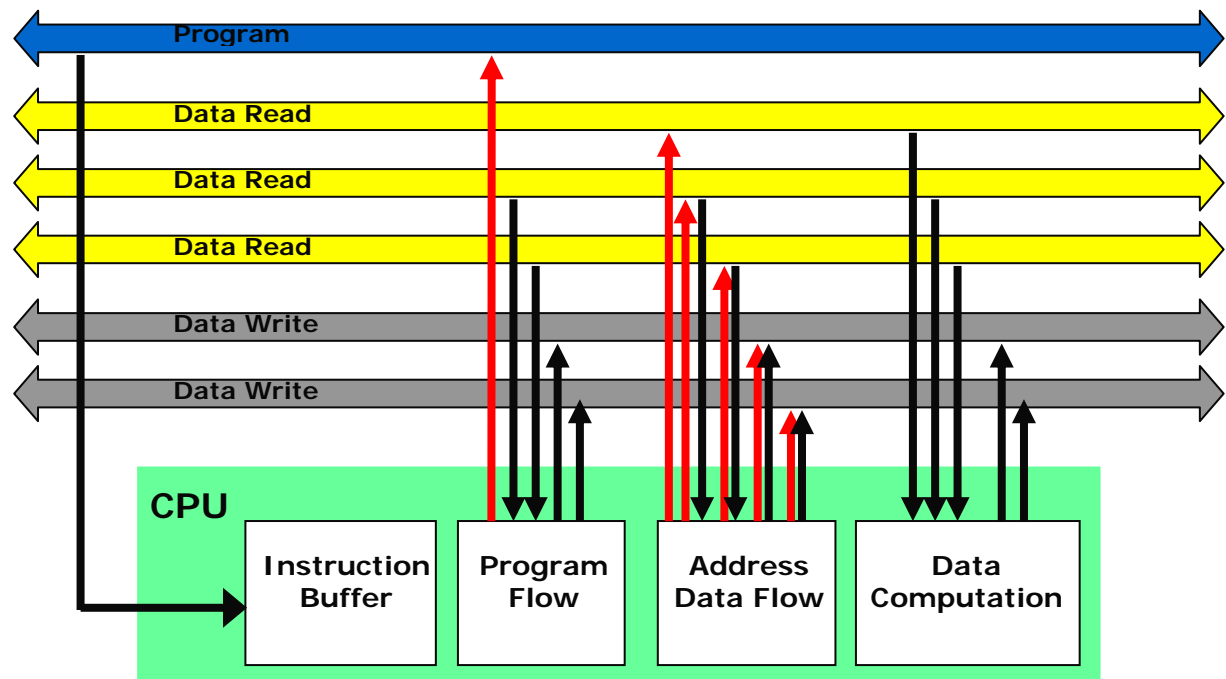 Program
Data Read
Data Read
Data Read
Data Write
Data Write
CPU
Instruction
Buffer
Program
Flow
Address
Data Flow
Data
Computation